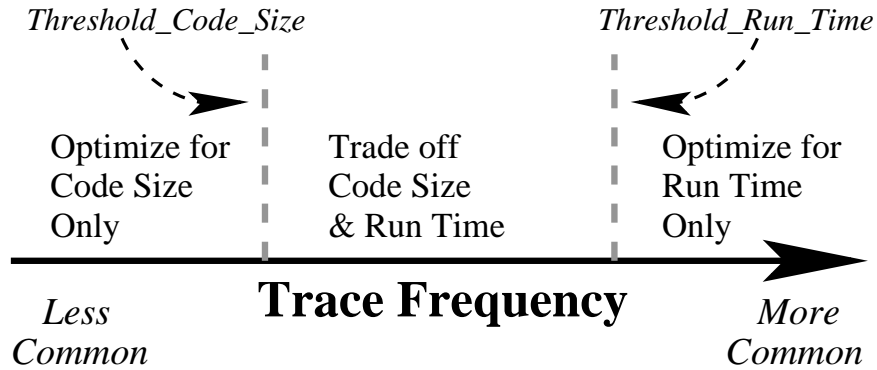 Threshold_Code_Size
Threshold_Run_Time
Optimize for
Code Size
Only
Trade off
Code Size
& Run Time
Optimize for
Run Time
Only
Trace Frequency
Less
Common
More
Common